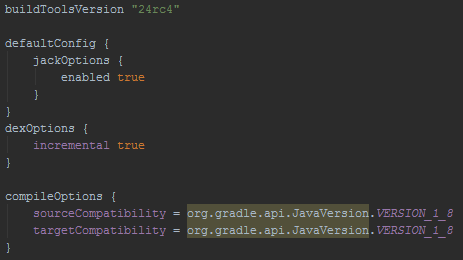 buildToolsVersion "24rc4"
defaultConfig {
jackOptions {
enabled true
}
}
dexOptions {
incremental true
}
compileOptions {
sourceCompatibility = org.gradle.api.JavaVersion.VERSION_1_8
targetCompatibility = org.gradle.api.JavaVersion.VERSION_1_8
}